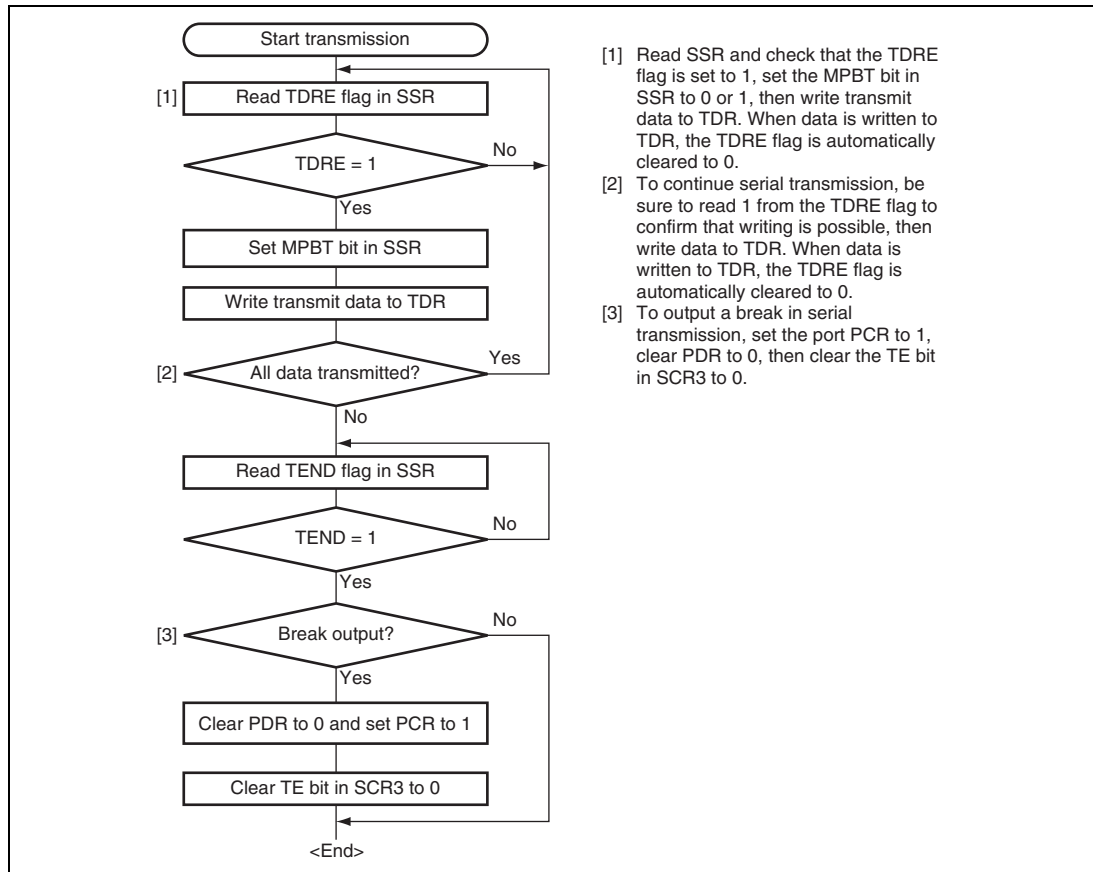 Start transmission
[1] Read TDRE flag in SSR
TDRE = 1
No
Yes
Set MPBT bit in SSR
Write transmit data to TDR
[2] All data transmitted?
Yes
No
Read TEND flag in SSR
TEND = 1
No
Yes
[3] Break output?
No
Yes
Clear PDR to 0 and set PCR to 1
Clear TE bit in SCR3 to 0
<End>
[1] Read SSR and check that the TDRE
flag is set to 1, set the MPBT bit in
SSR to 0 or 1, then write transmit
data to TDR. When data is written to
TDR, the TDRE flag is automatically
cleared to 0.
[2] To continue serial transmission, be
sure to read 1 from the TDRE flag to
confirm that writing is possible, then
write data to TDR. When data is
written to TDR, the TDRE flag is
automatically cleared to 0.
[3] To output a break in serial
transmission, set the port PCR to 1,
clear PDR to 0, then clear the TE bit
in SCR3 to 0.